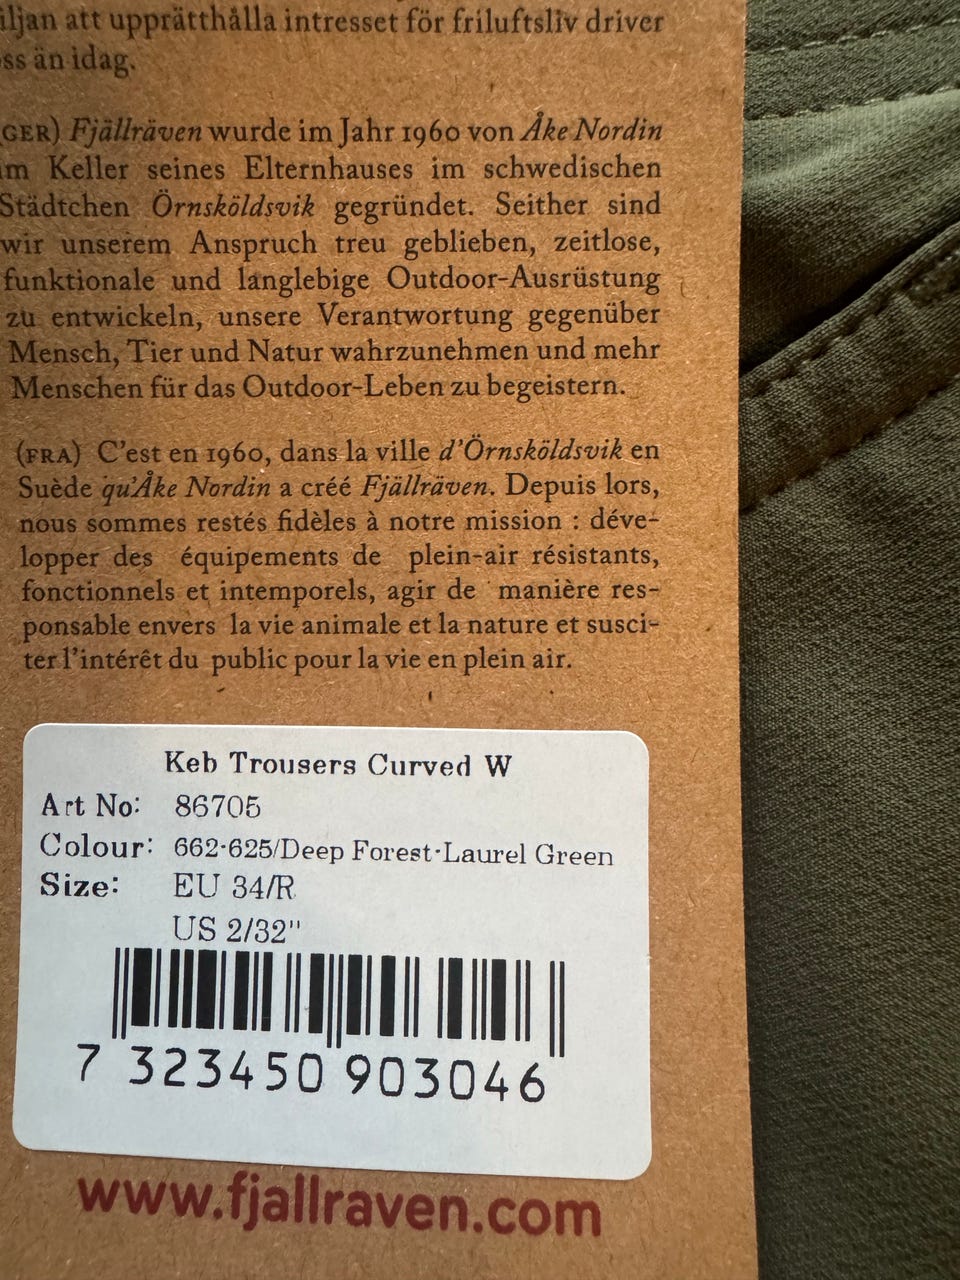 iljan att upprätthålla intresset för friluftsliv driver
ss än idag.
(GER) Fjällräven wurde im Jahr 1960 von Åke Nordin
im Keller seines Elternhauses im schwedischen
Städtchen Örnsköldsvik gegründet. Seither sind
wir unserem Anspruch treu geblieben, zeitlose,
funktionale und langlebige Outdoor-Ausrüstung
zu entwickeln, unsere Verantwortung gegenüber
Mensch, Tier und Natur wahrzunehmen und mehr
Menschen für das Outdoor-Leben zu begeistern.
(FRA) C'est en 1960, dans la ville d'Örnsköldsvik en
Suède qu'Åke Nordin a créé Fjällräven. Depuis lors,
nous sommes restés fidèles à notre mission : déve-
lopper des équipements de plein-air résistants,
fonctionnels et intemporels, agir de manière res-
ponsable envers la vie animale et la nature et susci-
ter l'intérêt du public pour la vie en plein air.
Keb Trousers Curved W
Art No: 86705
Colour: 662-625/Deep Forest-Laurel Green
Size: EU 34/R
US 2/32"
7 323450 903046
www.fjallraven.com